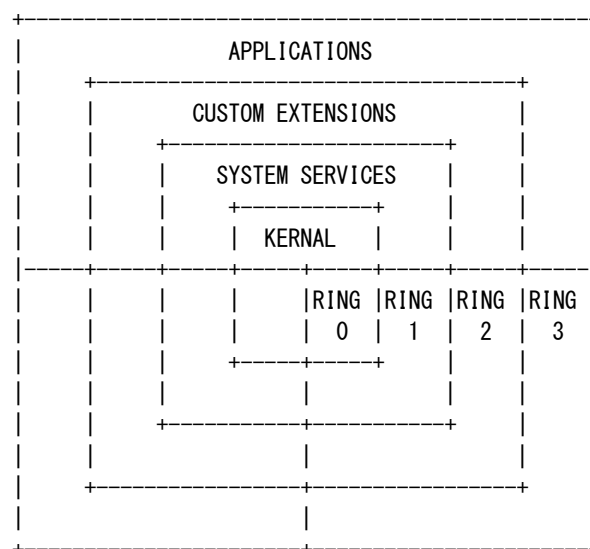 APPLICATIONS
CUSTOM EXTENSIONS
SYSTEM SERVICES
KERNAL
RING RING RING RING
0 1 2 3